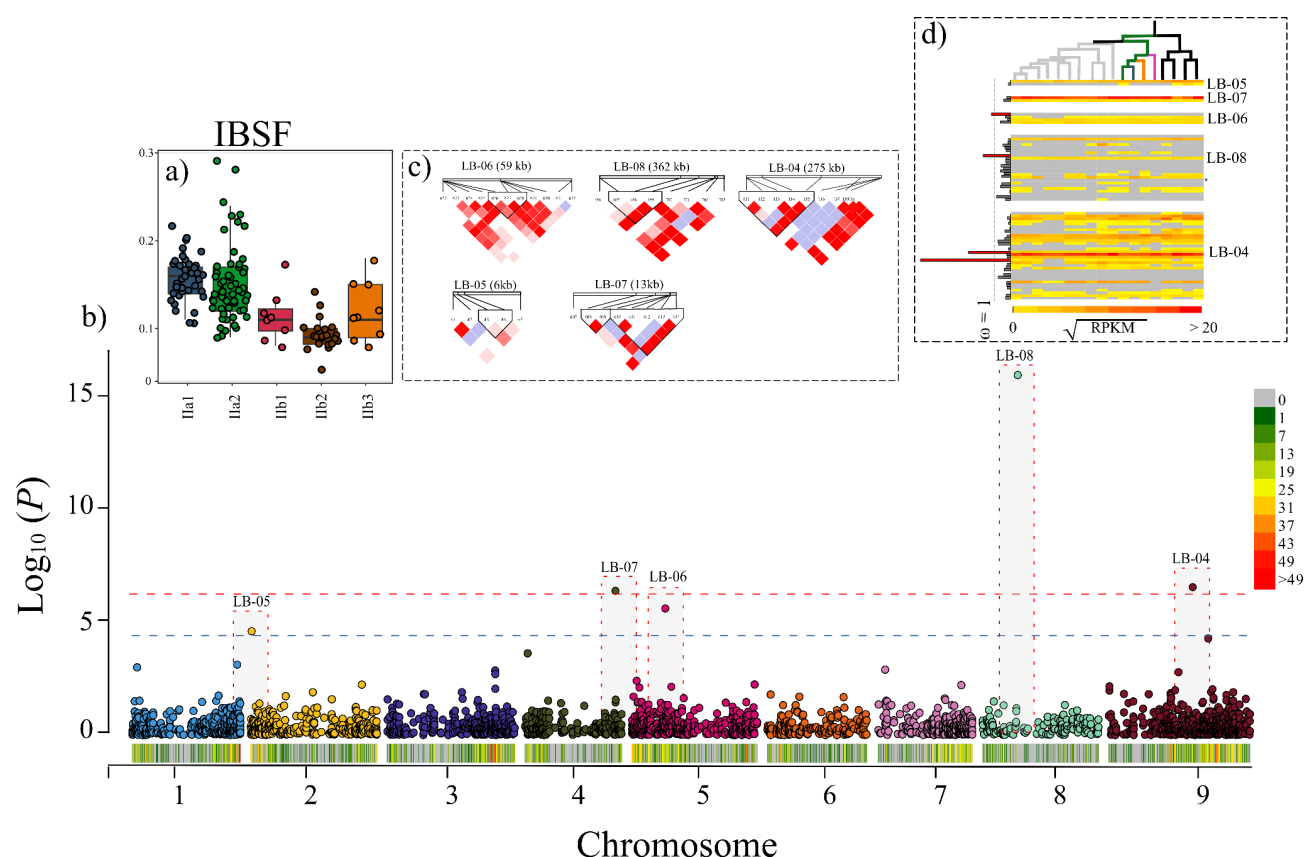 IBSF
a)
0.3
0.2
0.1
0
IIa1
IIa2
IIb1
IIb2
IIb3
c)
LB-06 (59 kb)
LB-08 (362 kb)
LB-04 (275 kb)
LB-05 (6kb)
LB-07 (13kb)
d)
LB-05
LB-07
LB-06
LB-08
*
LB-04
ω = 1
0
√RPKM
> 20
b)
Log₁₀ (P)
15
10
5
0
LB-05
LB-07
LB-06
LB-08
LB-04
0
1
7
13
19
25
31
37
43
49
>49
1
2
3
4
5
6
7
8
9
Chromosome